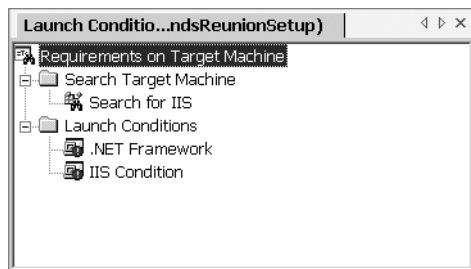 Launch Conditio...ndsReunionSetup)
Requirements on Target Machine
Search Target Machine
Search for IIS
Launch Conditions
.NET Framework
IIS Condition